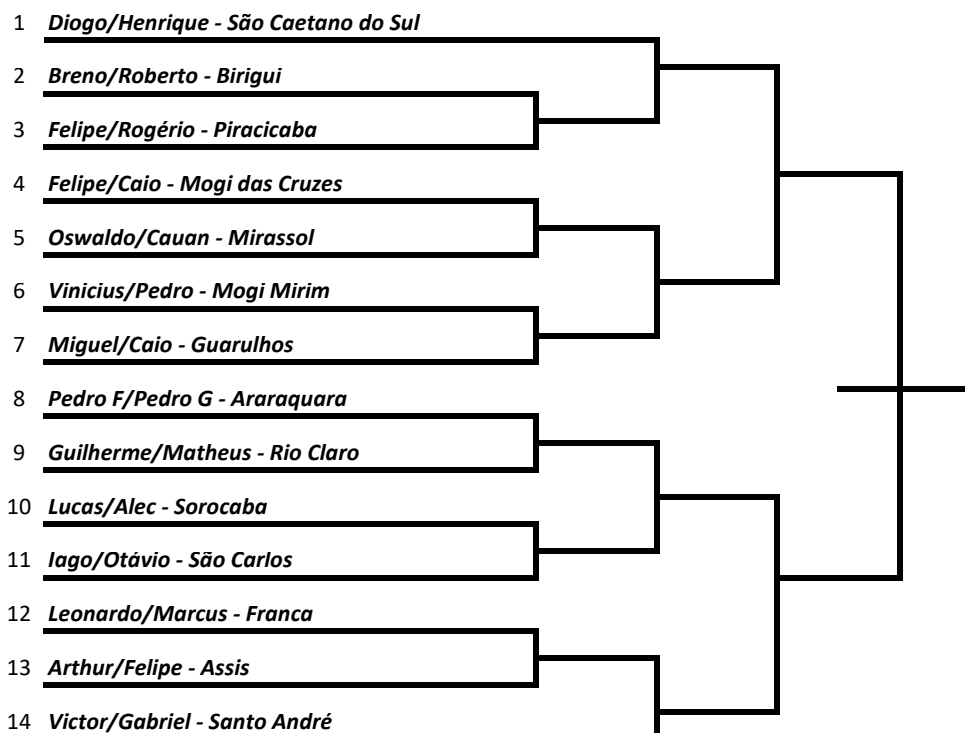 1 Diogo/Henrique - São Caetano do Sul
2 Breno/Roberto - Birigui
3 Felipe/Rogério - Piracicaba
4 Felipe/Caio - Mogi das Cruzes
5 Oswaldo/Cauan - Mirassol
6 Vinicius/Pedro - Mogi Mirim
7 Miguel/Caio - Guarulhos
8 Pedro F/Pedro G - Araraquara
9 Guilherme/Matheus - Rio Claro
10 Lucas/Alec - Sorocaba
11 Iago/Otávio - São Carlos
12 Leonardo/Marcus - Franca
13 Arthur/Felipe - Assis
14 Victor/Gabriel - Santo André